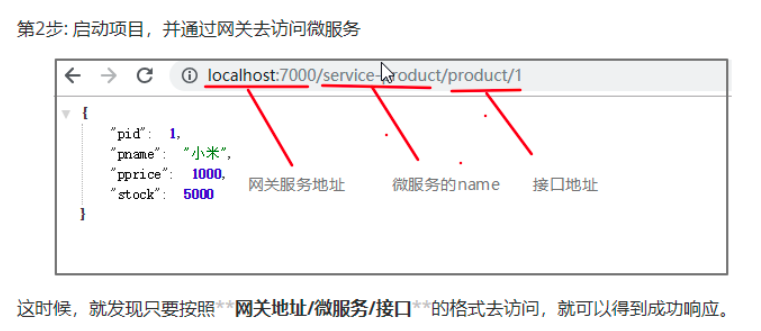 第2步: 启动项目，并通过网关去访问微服务
localhost:7000/service-product/product/1
{
"pid": 1,
"pname": "小米",
"pprice": 1000,
"stock": 5000
}
网关服务地址 微服务的name 接口地址
这时候，就发现只要按照**网关地址/微服务/接口**的格式去访问，就可以得到成功响应。